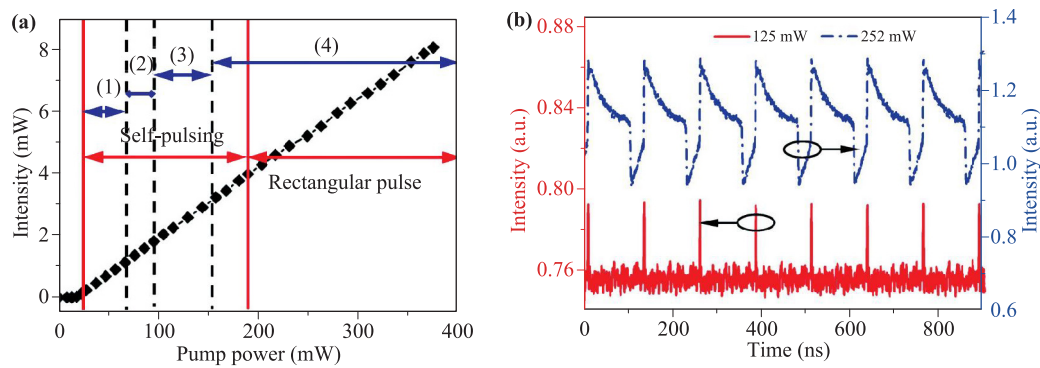 (a)
Intensity (mW)
8
6
4
2
0
(1)
(2)
(3)
(4)
Self-pulsing
Rectangular pulse
0 100 200 300 400
Pump power (mW)
(b)
125 mW 252 mW
Intensity (a.u.)
0.88
0.84
0.80
0.76
1.4
1.2
1.1
1.0
0.8
0.6
Intensity (a.u.)
0 200 400 600 800
Time (ns)